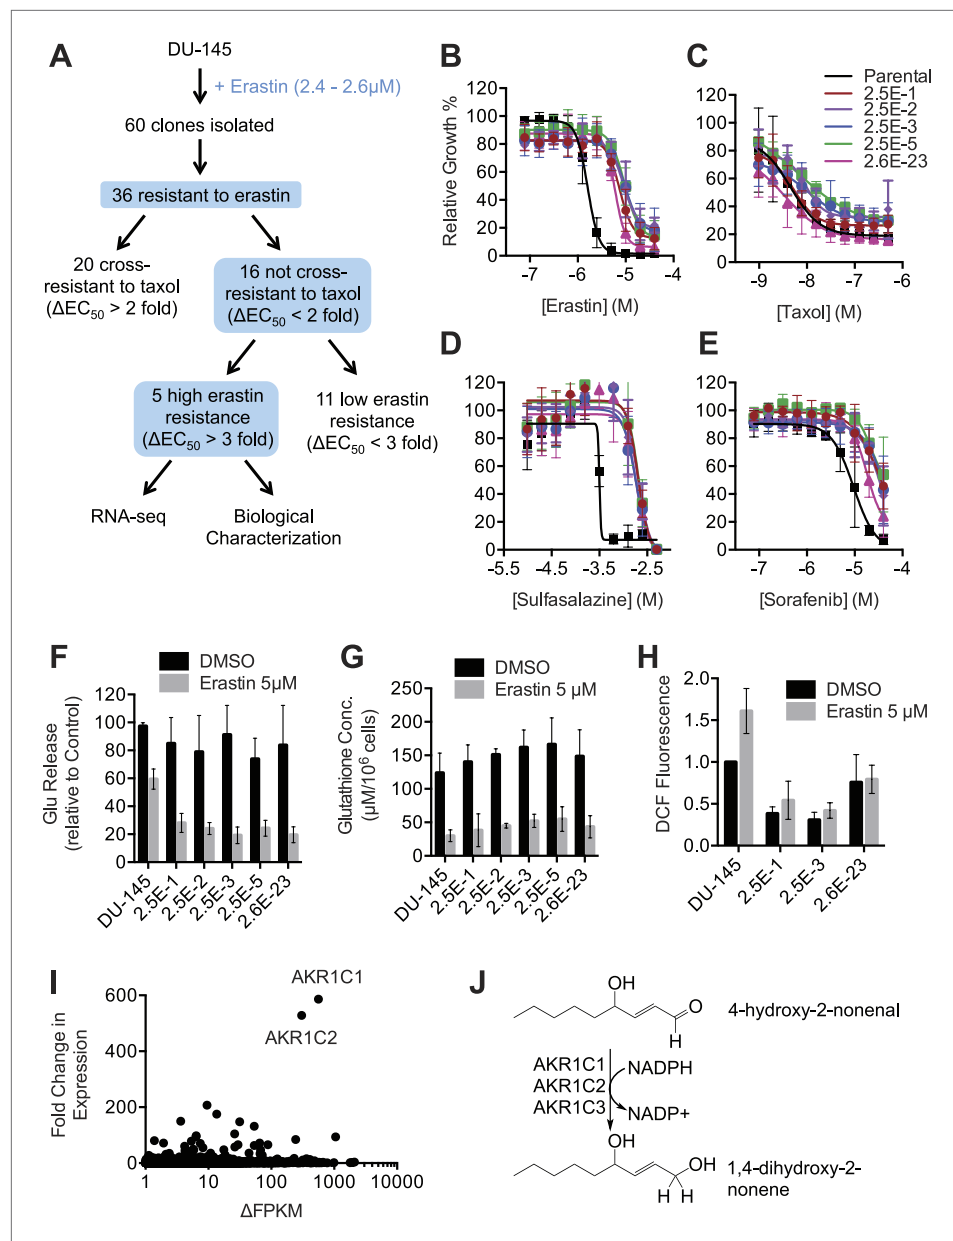 A
DU-145
+ Erastin (2.4 - 2.6µM)
60 clones isolated
36 resistant to erastin
20 cross-
resistant to taxol
(ΔEC50 > 2 fold)
16 not cross-
resistant to taxol
(ΔEC50 < 2 fold)
5 high erastin
resistance
(ΔEC50 > 3 fold)
11 low erastin
resistance
(ΔEC50 < 3 fold)
RNA-seq
Biological
Characterization
B
Relative Growth %
120
100
80
60
40
20
0
-7 -6 -5 -4
[Erastin] (M)
C
Parental
2.5E-1
2.5E-2
2.5E-3
2.5E-5
2.6E-23
120
100
80
60
40
20
0
-9 -8 -7 -6
[Taxol] (M)
D
120
100
80
60
40
20
0
-5.5 -4.5 -3.5 -2.5
[Sulfasalazine] (M)
E
120
100
80
60
40
20
0
-7 -6 -5 -4
[Sorafenib] (M)
F
DMSO
Erastin 5µM
Glu Release
(relative to Control)
120
100
80
60
40
20
0
DU-145
2.5E-1
2.5E-2
2.5E-3
2.5E-5
2.6E-23
G
DMSO
Erastin 5 µM
Glutathione Conc.
(µM/10⁶ cells)
250
200
150
100
50
0
DU-145
2.5E-1
2.5E-2
2.5E-3
2.5E-5
2.6E-23
H
DMSO
Erastin 5 µM
DCF Fluorescence
2.0
1.5
1.0
0.5
0.0
DU-145
2.5E-1
2.5E-3
2.6E-23
I
AKR1C1
AKR1C2
Fold Change in
Expression
600
400
200
0
1 10 100 1000 10000
ΔFPKM
J
OH
O
H
4-hydroxy-2-nonenal
AKR1C1
AKR1C2
AKR1C3
NADPH
NADP+
OH
OH
H H
1,4-dihydroxy-2-
nonene